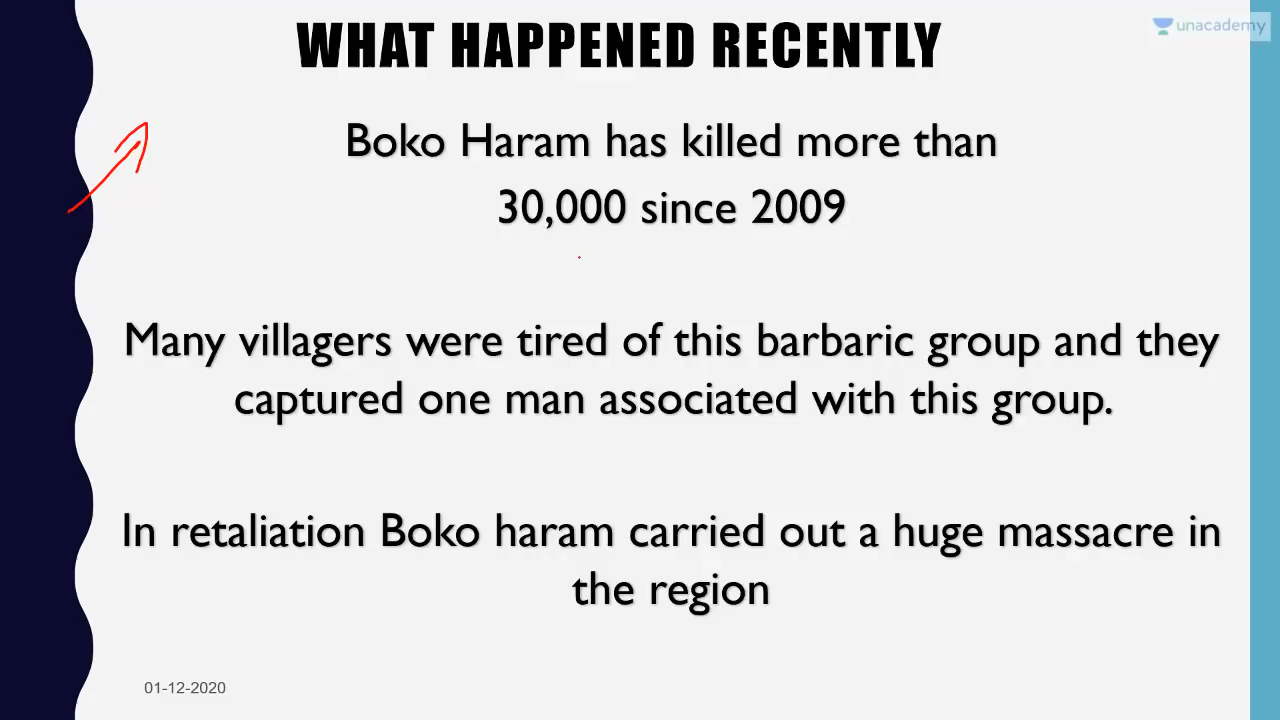 WHAT HAPPENED RECENTLY
unacademy
Boko Haram has killed more than
30,000 since 2009
Many villagers were tired of this barbaric group and they
captured one man associated with this group.
In retaliation Boko haram carried out a huge massacre in
the region
01-12-2020